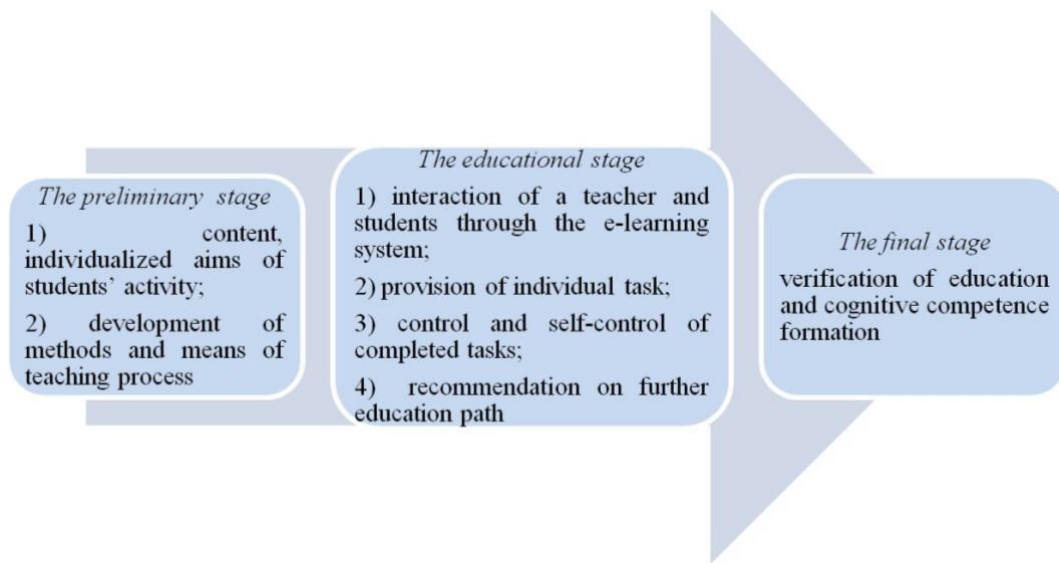 The preliminary stage
1) content,
individualized aims of
students' activity;
2) development of
methods and means of
teaching process
The educational stage
1) interaction of a teacher and
students through the e-learning
system;
2) provision of individual task;
3) control and self-control of
completed tasks;
4) recommendation on further
education path
The final stage
verification of education
and cognitive competence
formation